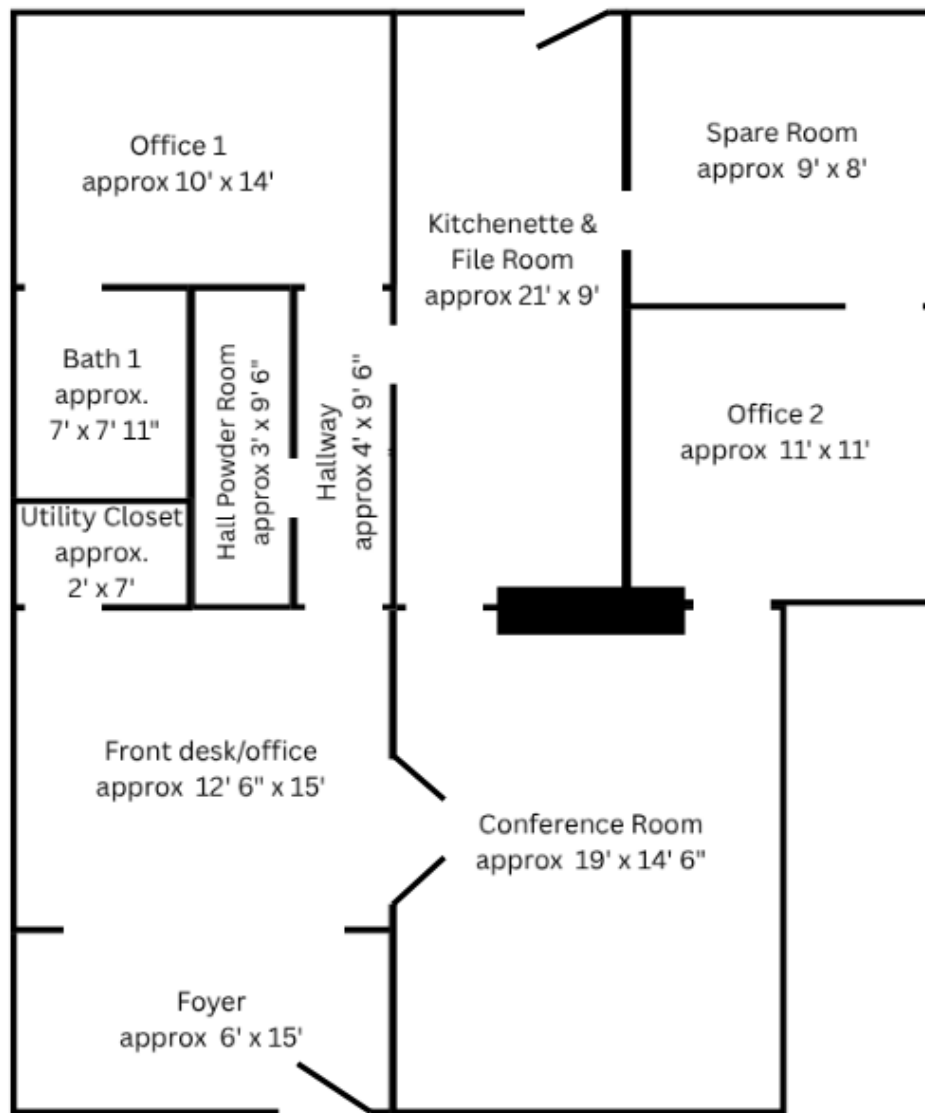 Office 1
approx 10' x 14'
Spare Room
approx 9' x 8'
Kitchenette &
File Room
approx 21' x 9'
Bath 1
approx.
7' x 7' 11"
Hall Powder Room
approx 3' x 9' 6"
Hallway
approx 4' x 9' 6"
Office 2
approx 11' x 11'
Utility Closet
approx.
2' x 7'
Front desk/office
approx 12' 6" x 15'
Conference Room
approx 19' x 14' 6"
Foyer
approx 6' x 15'